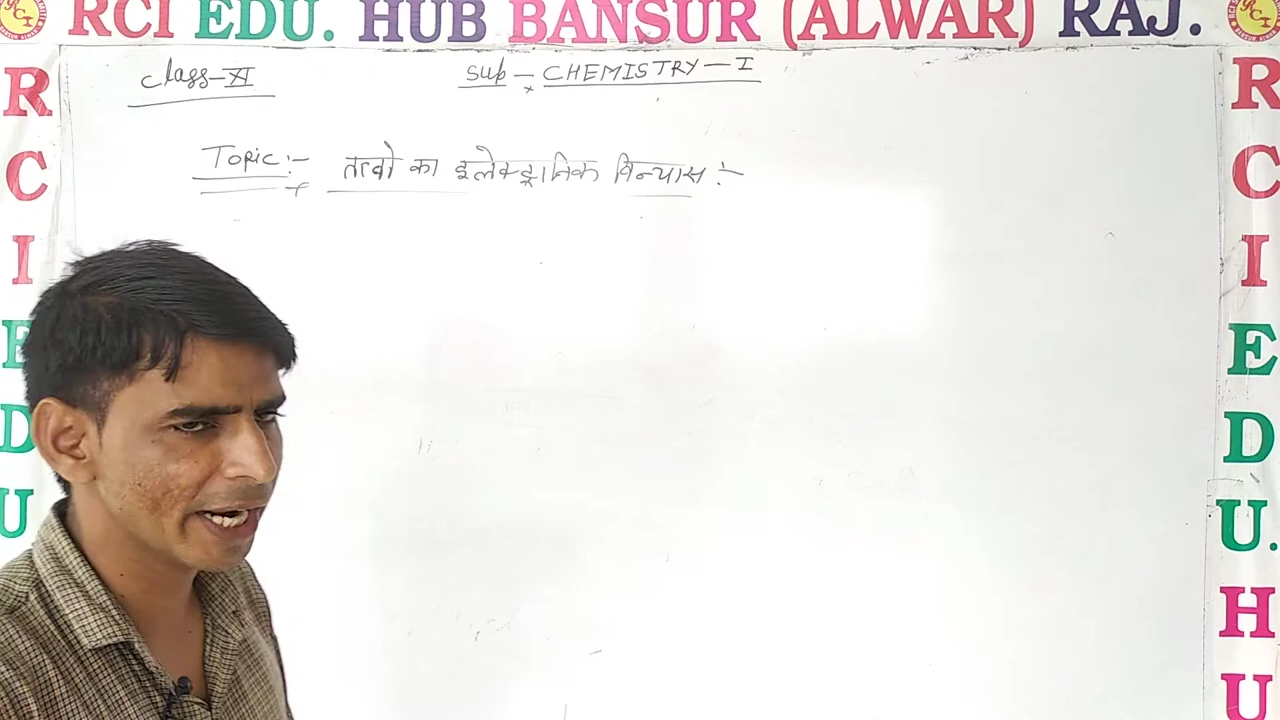 RCI EDU. HUB BANSUR (ALWAR) RAJ.
Class-XI
Sub - CHEMISTRY-I
Topic:- तत्वो का इलेक्ट्रानिक विन्यास :-
R
C
I
E
D
U
R
C
I
E
D
U.
H
U